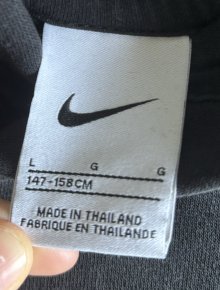 L G G
147-158CM
MADE IN THAILAND
FABRIQUE EN THAILANDE